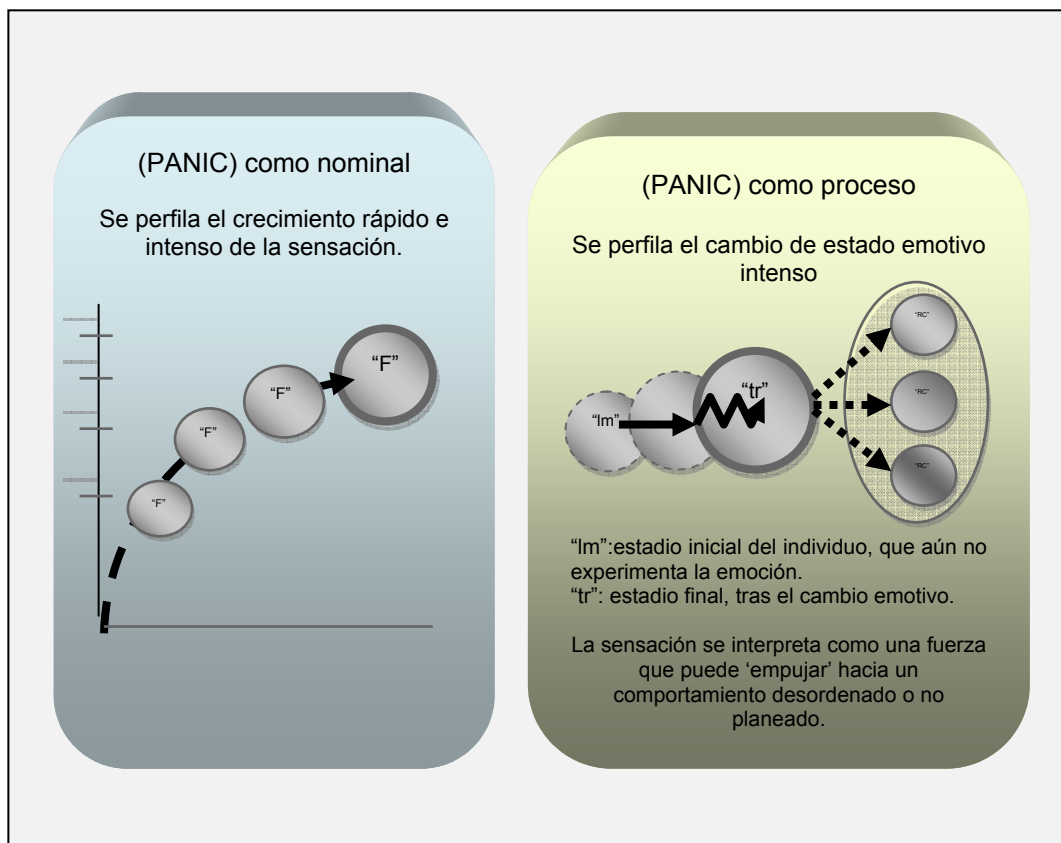 (PANIC) como nominal
Se perfila el crecimiento rápido e
intenso de la sensación.
“F”
“F”
“F”
“F”
(PANIC) como proceso
Se perfila el cambio de estado emotivo
intenso
“RC”
“RC”
“RC”
“lm”
“tr”
“lm”:estadio inicial del individuo, que aún no
experimenta la emoción.
“tr”: estadio final, tras el cambio emotivo.
La sensación se interpreta como una fuerza
que puede ‘empujar’ hacia un
comportamiento desordenado o no
planeado.